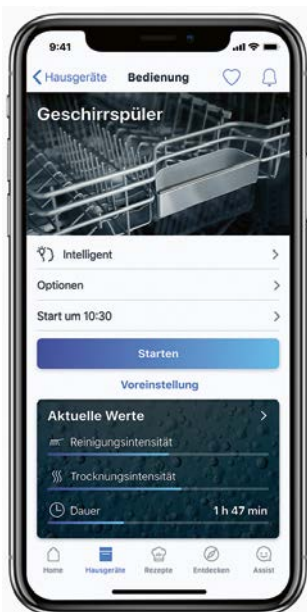 9:41
Hausgeräte Bedienung
Geschirrspüler
Intelligent
Optionen
Start um 10:30
Starten
Voreinstellung
Aktuelle Werte
Reinigungsintensität
Trocknungsintensität
Dauer 1 h 47 min
Home Hausgeräte Rezepte Entdecken Assist